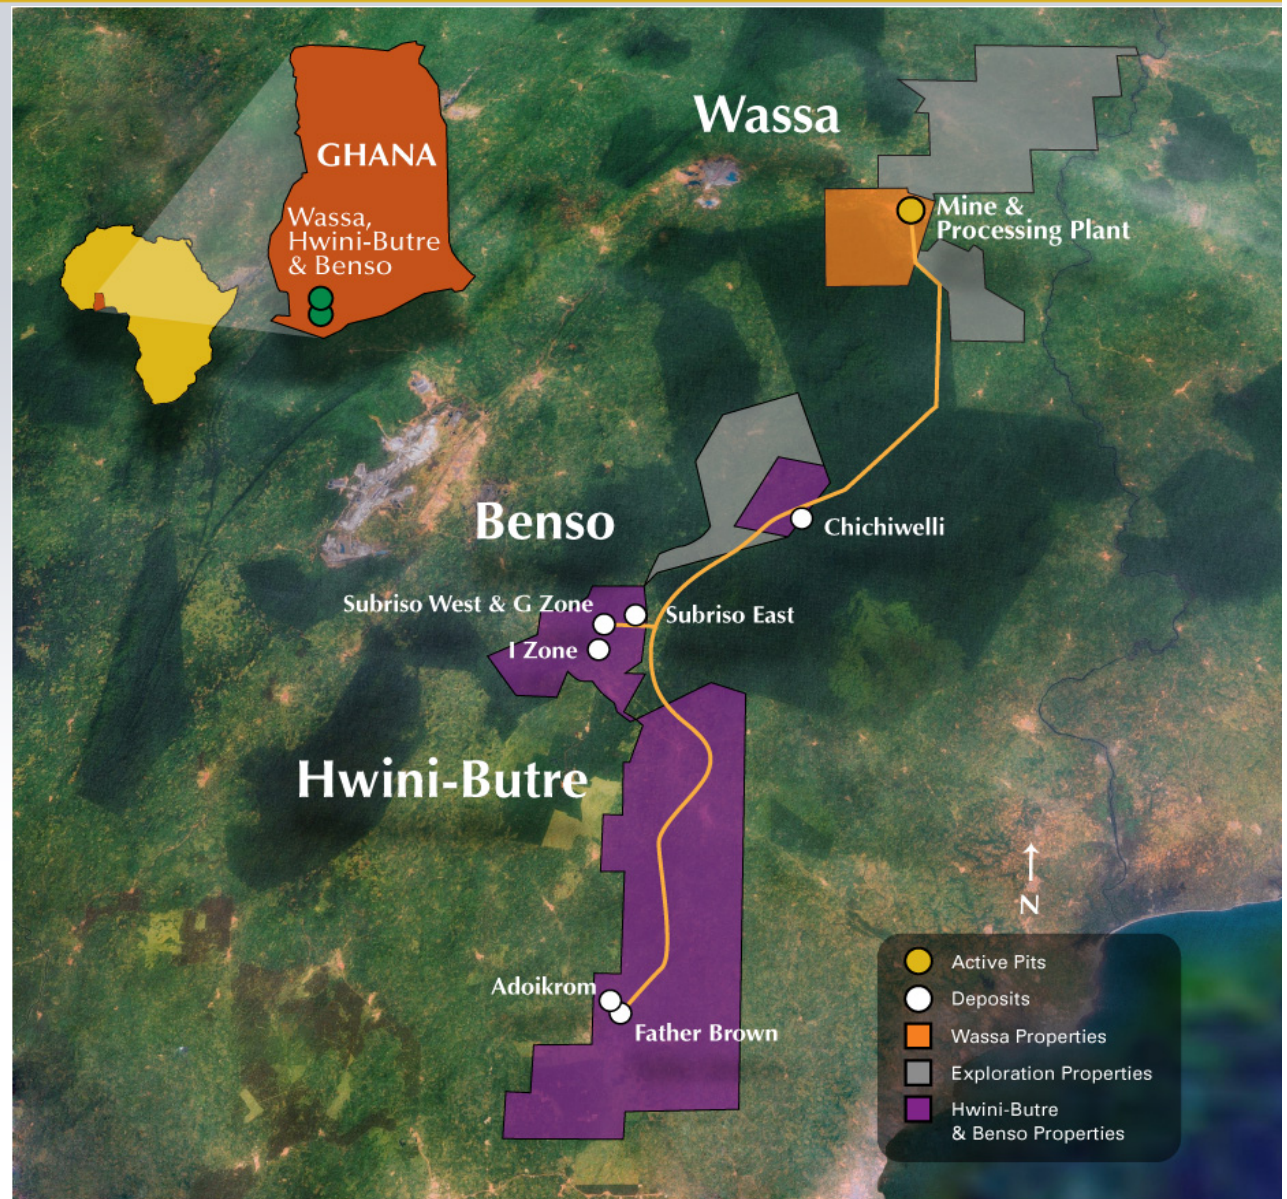 GHANA
Wassa,
Hwini-Butre
& Benso
Wassa
Mine &
Processing Plant
Benso
Chichiwelli
Subriso West & G Zone
Subriso East
I Zone
Hwini-Butre
Adoikrom
Father Brown
N
Active Pits
Deposits
Wassa Properties
Exploration Properties
Hwini-Butre
& Benso Properties